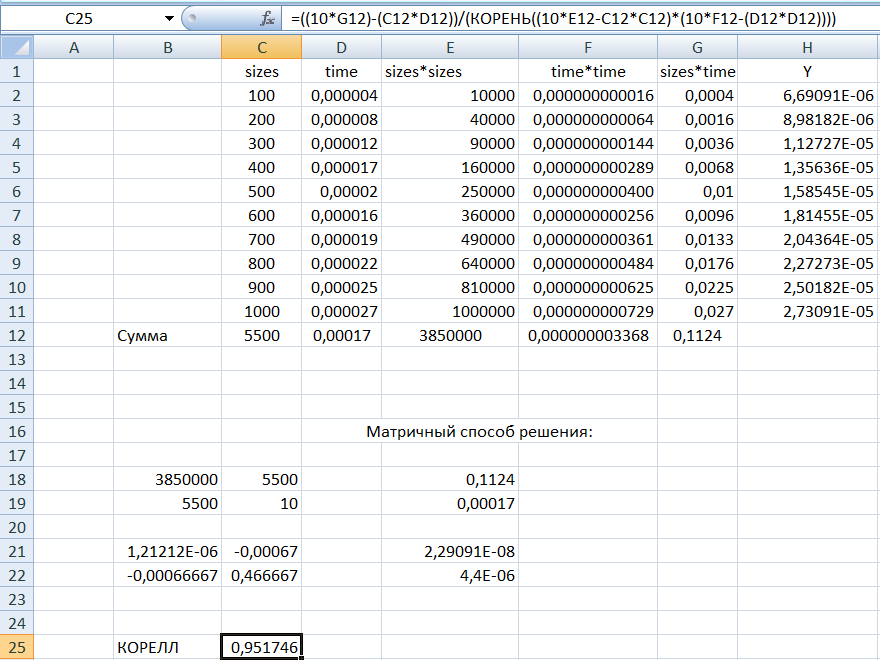 C25 fx =((10*G12)-(C12*D12))/(КОРЕНЬ((10*E12-C12*C12)*(10*F12-(D12*D12))))
A B C D E F G H
1 sizes time sizes*sizes time*time sizes*time Y
2 100 0,000004 10000 0,000000000016 0,0004 6,69091E-06
3 200 0,000008 40000 0,000000000064 0,0016 8,98182E-06
4 300 0,000012 90000 0,000000000144 0,0036 1,12727E-05
5 400 0,000017 160000 0,000000000289 0,0068 1,35636E-05
6 500 0,00002 250000 0,000000000400 0,01 1,58545E-05
7 600 0,000016 360000 0,000000000256 0,0096 1,81455E-05
8 700 0,000019 490000 0,000000000361 0,0133 2,04364E-05
9 800 0,000022 640000 0,000000000484 0,0176 2,27273E-05
10 900 0,000025 810000 0,000000000625 0,0225 2,50182E-05
11 1000 0,000027 1000000 0,000000000729 0,027 2,73091E-05
12 Сумма 5500 0,00017 3850000 0,000000003368 0,1124
13
14
15
16 Матричный способ решения:
17
18 3850000 5500 0,1124
19 5500 10 0,00017
20
21 1,21212E-06 -0,00067 2,29091E-08
22 -0,00066667 0,466667 4,4E-06
23
24
25 КОРЕЛЛ 0,951746